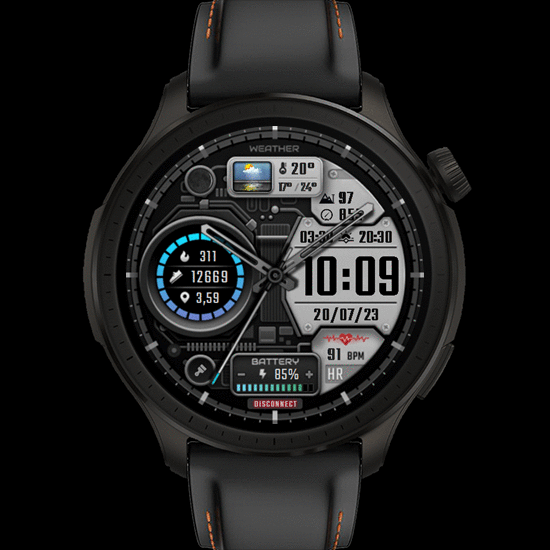 WEATHER
20°
17° / 24°
97
03:30 20:30
10:09
20/07/23
311
12669
3,59
91 BPM
HR
BATTERY
- 85% +
DISCONNECT